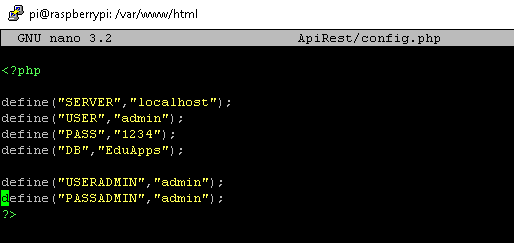 pi@raspberrypi: /var/www/html
GNU nano 3.2 ApiRest/config.php
<?php
define("SERVER","localhost");
define("USER","admin");
define("PASS","1234");
define("DB","EduApps");
define("USERADMIN","admin");
define("PASSADMIN","admin");
?>